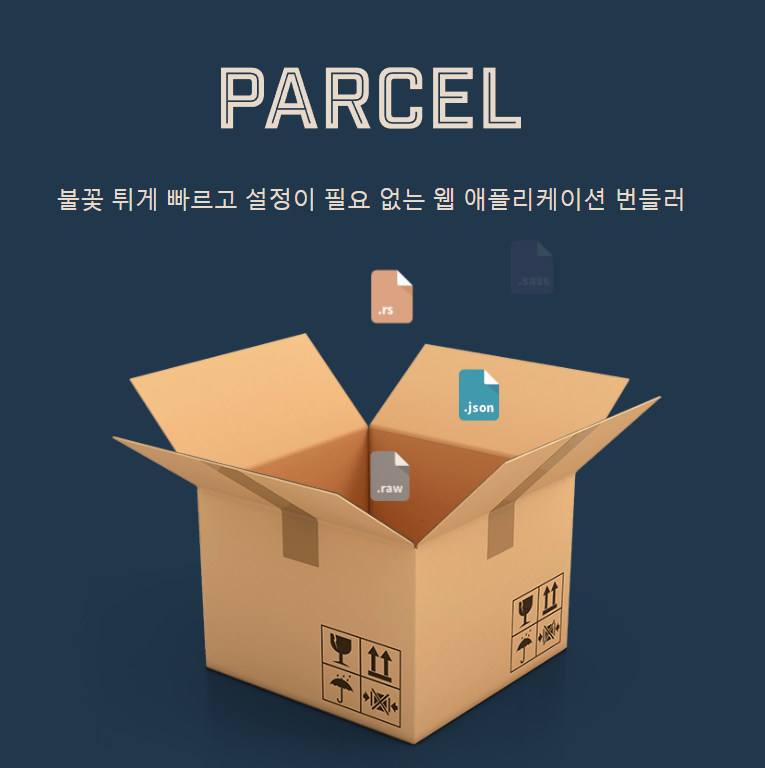 PARCEL
불꽃 튀게 빠르고 설정이 필요 없는 웹 애플리케이션 번들러
.sass
.rs
.json
.raw